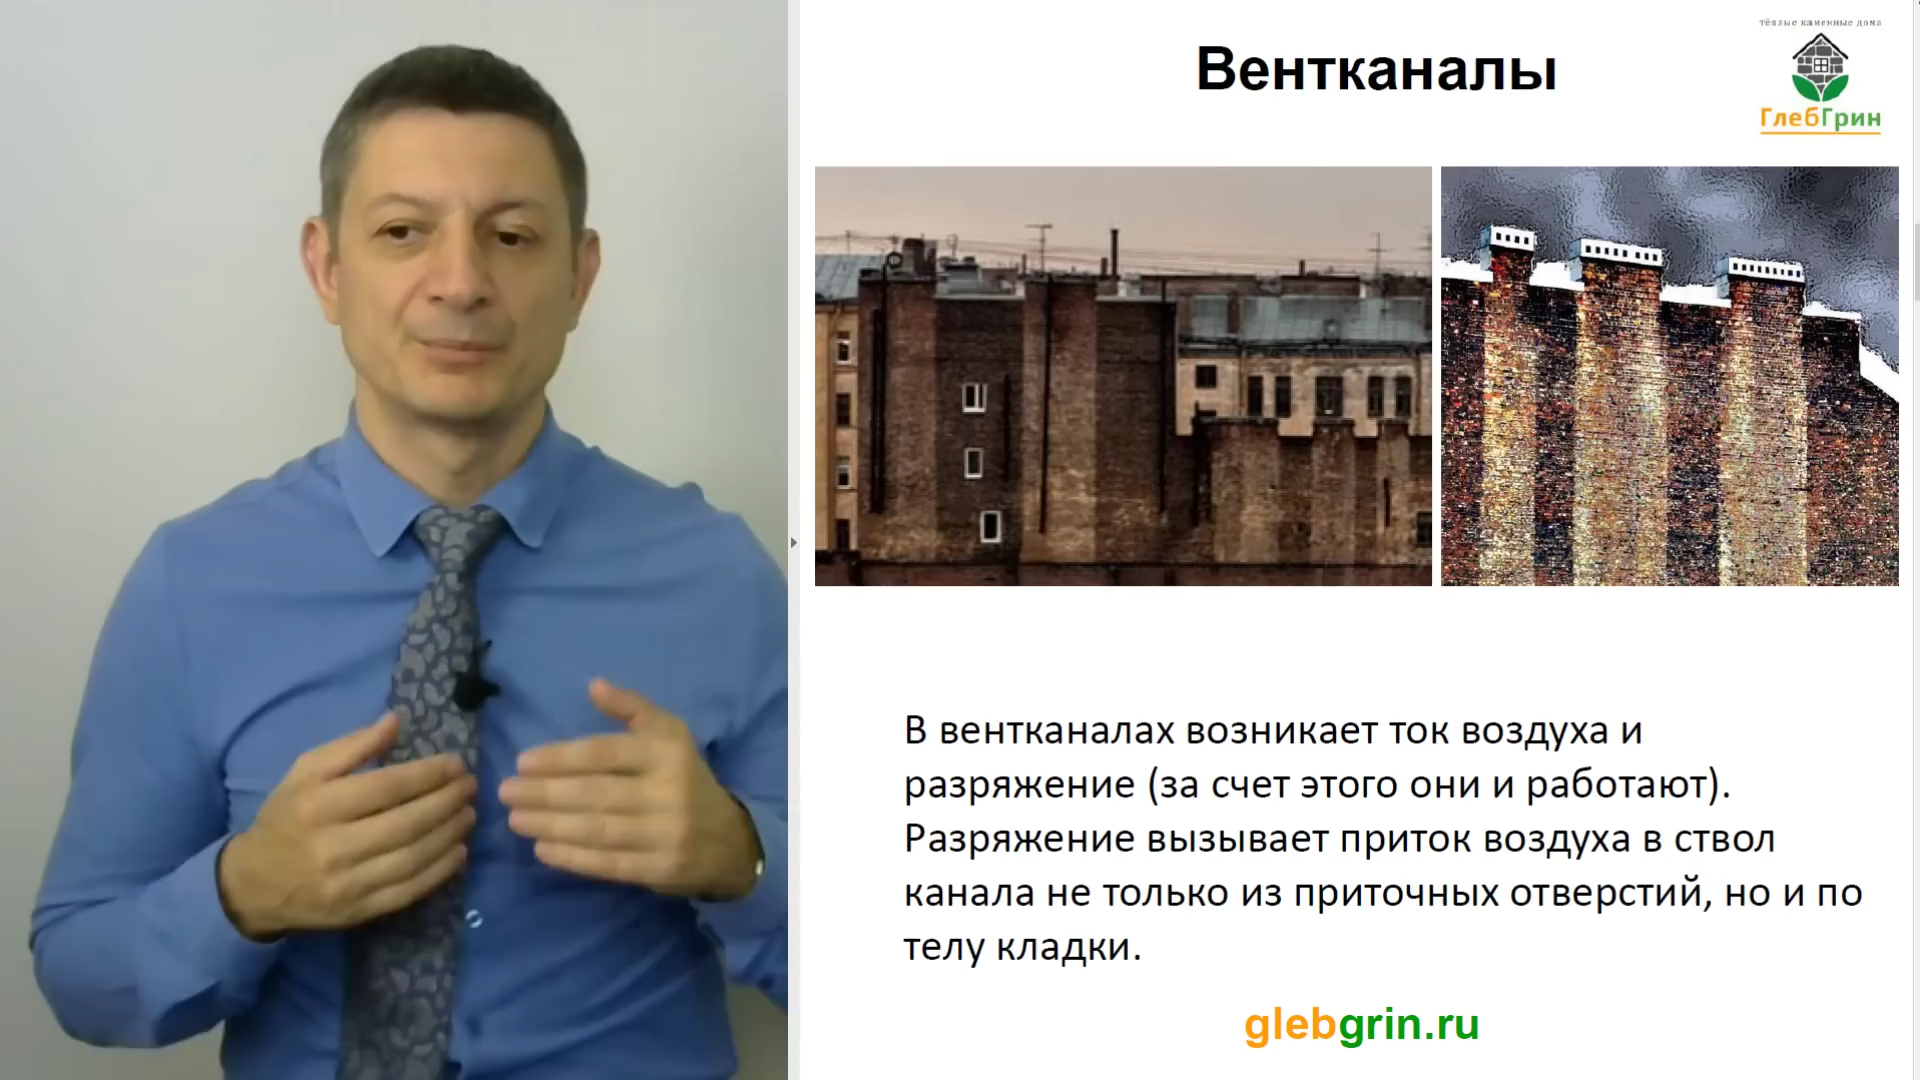 тёплые каменные дома
Вентканалы
ГлебГрин
В вентканалах возникает ток воздуха и
разряжение (за счет этого они и работают).
Разряжение вызывает приток воздуха в ствол
канала не только из приточных отверстий, но и по
телу кладки.
glebgrin.ru